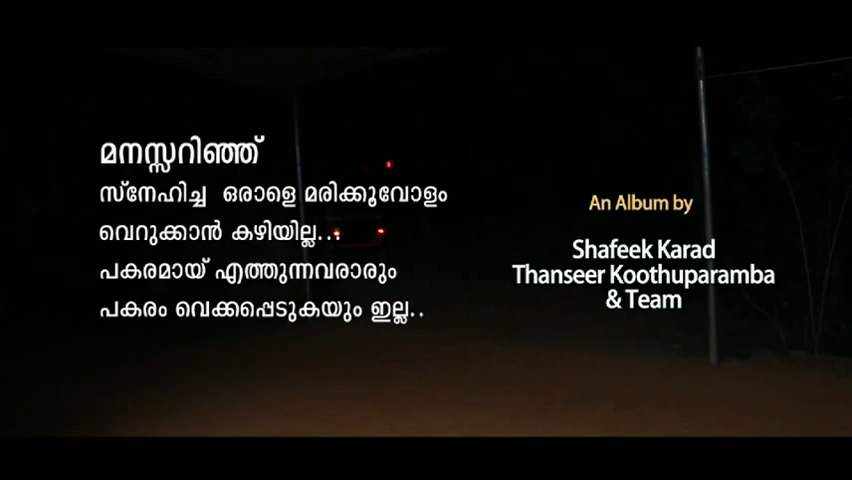 മനസ്സറിഞ്ഞ്
സ്നേഹിച്ച ഒരാളെ മരിക്കൂവോളം
വെറുക്കാൻ കഴിയില്ല...
പകരമായ് എത്തുന്നവരാരും
പകരം വെക്കപ്പെടുകയും ഇല്ല..
An Album by
Shafeek Karad
Thanseer Koothuparamba
& Team